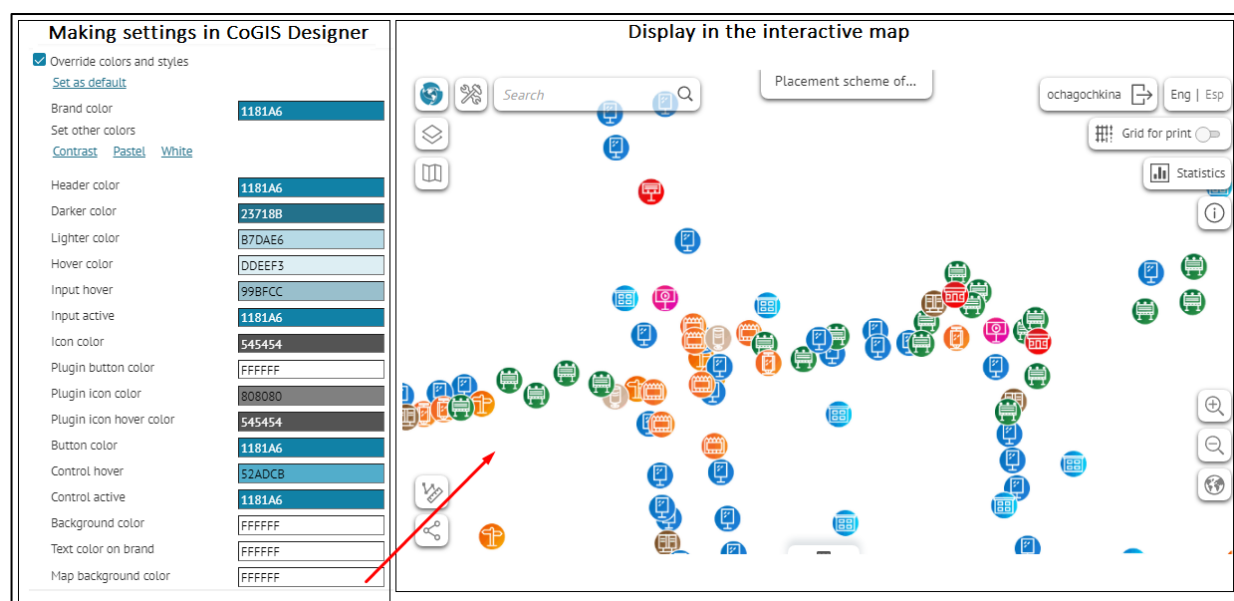 Making settings in CoGIS Designer
Override colors and styles
Set as default
Brand color 1181A6
Set other colors
Contrast Pastel White
Header color 1181A6
Darker color 23718B
Lighter color B7DAE6
Hover color DDEEF3
Input hover 99BFCC
Input active 1181A6
Icon color 545454
Plugin button color FFFFFF
Plugin icon color 808080
Plugin icon hover color 545454
Button color 1181A6
Control hover 52ADCB
Control active 1181A6
Background color FFFFFF
Text color on brand FFFFFF
Map background color FFFFFF
Display in the interactive map
Search
Placement scheme of...
ochagochkina
Eng | Esp
Grid for print
Statistics